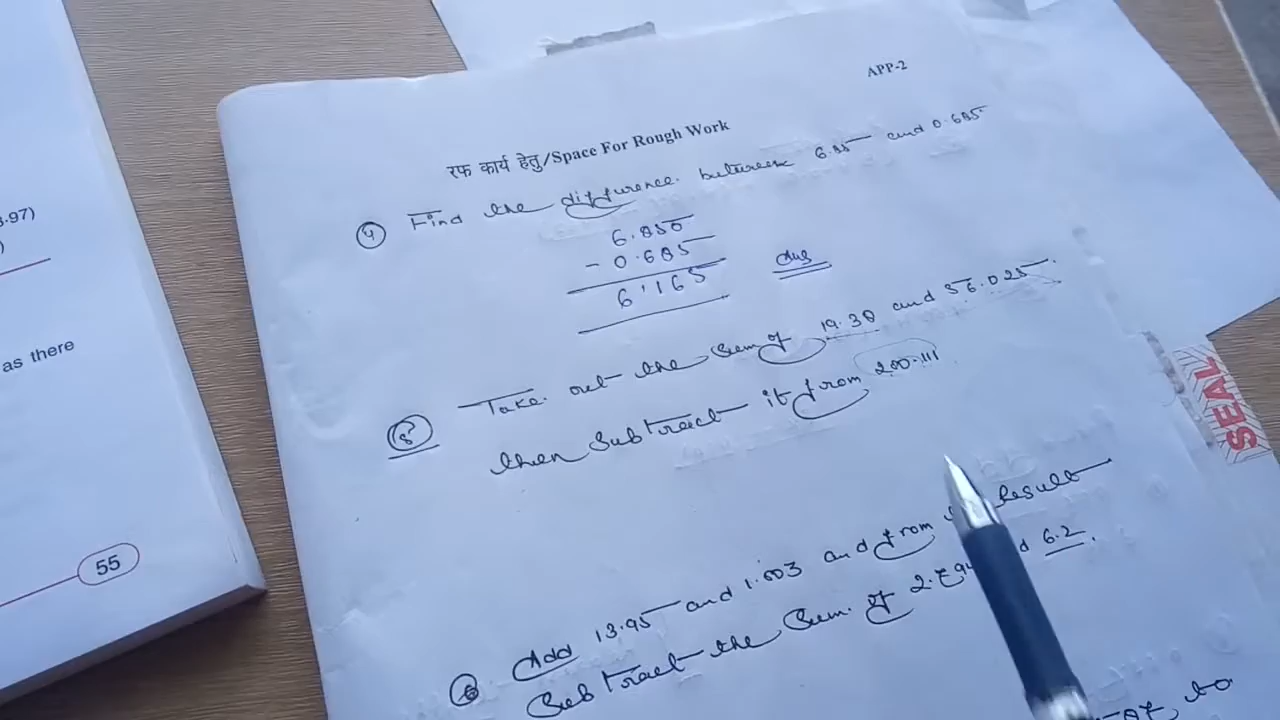 APP-2
रफ कार्य हेतु/Space For Rough Work
4 Find the difference between 6.85 and 0.685
6.850
- 0.685
6.165 Ans
5 Take out the sum of 19.38 and 56.025
then Subtract it from 200.111
6 Add 13.95 and 1.003 and from Result
Subtract the Sum of 6.2.
to
.97)
)
as there
55
SEAL